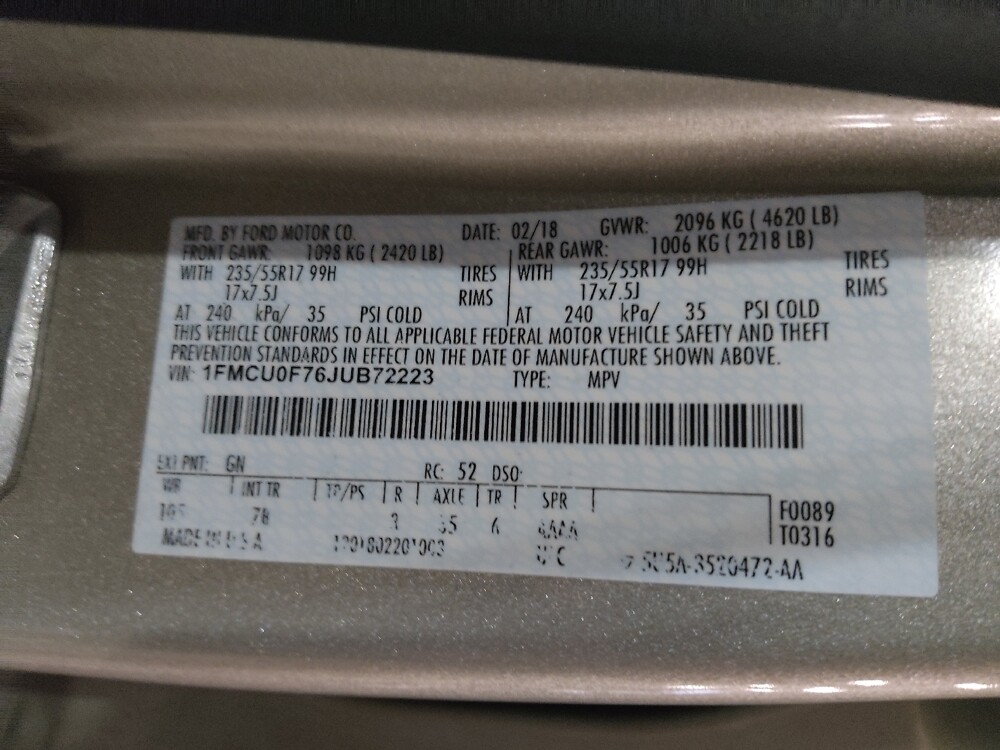 MFD. BY FORD MOTOR CO. DATE: 02/18 GVWR: 2096 KG ( 4620 LB)
FRONT GAWR: 1098 KG ( 2420 LB) REAR GAWR: 1006 KG ( 2218 LB)
WITH 235/55R17 99H TIRES WITH 235/55R17 99H TIRES
17x7.5J RIMS 17x7.5J RIMS
AT 240 kPa/ 35 PSI COLD AT 240 kPa/ 35 PSI COLD
THIS VEHICLE CONFORMS TO ALL APPLICABLE FEDERAL MOTOR VEHICLE SAFETY AND THEFT
PREVENTION STANDARDS IN EFFECT ON THE DATE OF MANUFACTURE SHOWN ABOVE.
VIN: 1FMCU0F76JUB72223 TYPE: MPV
EXT PNT: GN RC: 52 DSO:
WB INT TR TP/PS R AXLE TR SPR F0089
78 6 AAAA T0316
MADE IN U S A